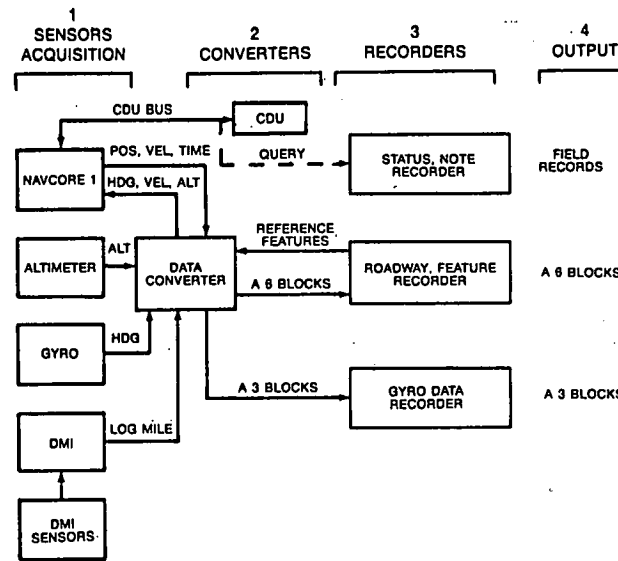 1
SENSORS
ACQUISITION
2
CONVERTERS
3
RECORDERS
4
OUTPUT
CDU BUS
CDU
POS, VEL, TIME
QUERY
NAVCORE 1
HDG, VEL, ALT
STATUS, NOTE
RECORDER
FIELD
RECORDS
ALTIMETER
ALT
DATA
CONVERTER
REFERENCE
FEATURES
A 6 BLOCKS
ROADWAY, FEATURE
RECORDER
A 6 BLOCKS
GYRO
HDG
A 3 BLOCKS
GYRO DATA
RECORDER
A 3 BLOCKS
DMI
LOG MILE
DMI
SENSORS